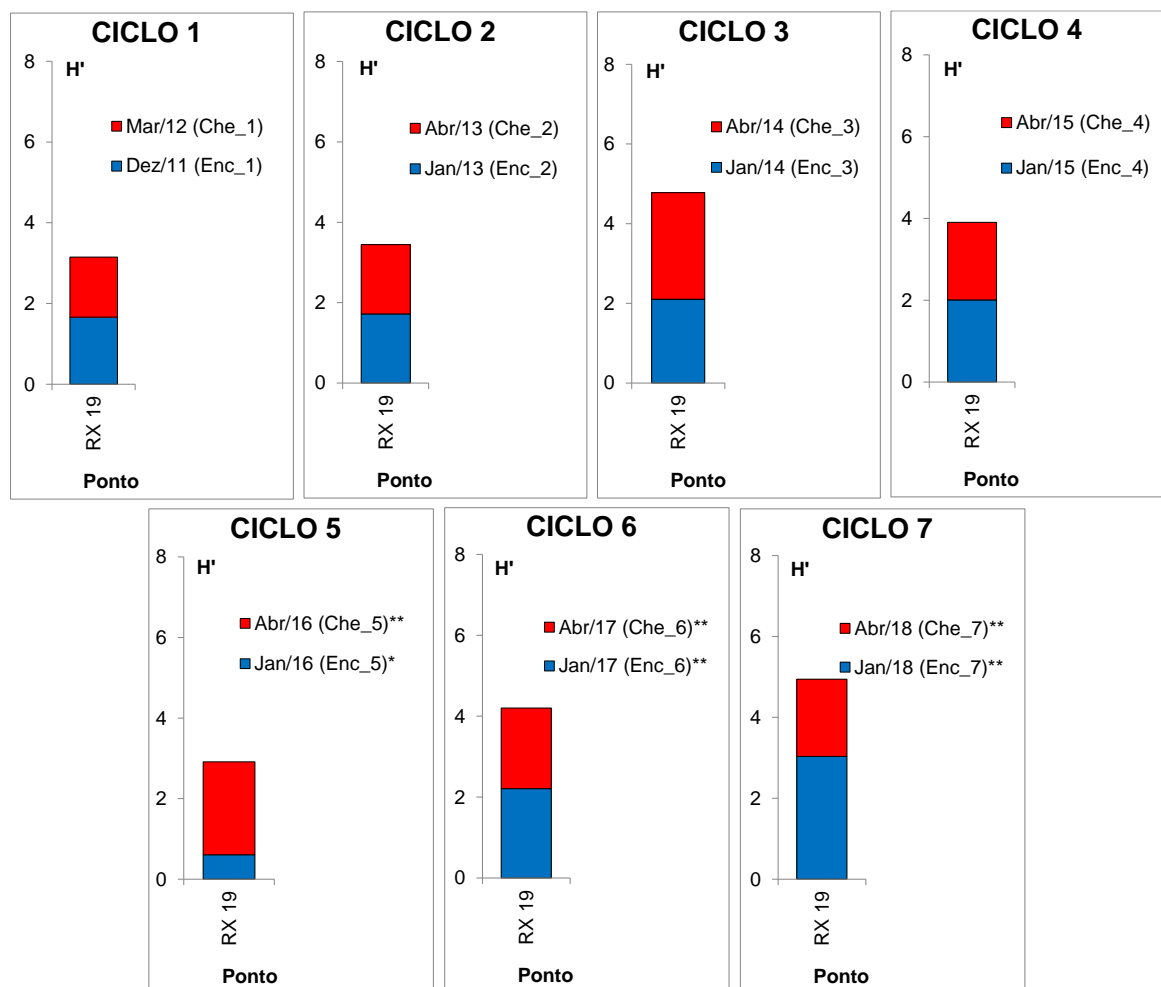 CICLO 1
H'
8
6
4
2
0
Mar/12 (Che_1)
Dez/11 (Enc_1)
RX 19
Ponto
CICLO 2
H'
8
6
4
2
0
Abr/13 (Che_2)
Jan/13 (Enc_2)
RX 19
Ponto
CICLO 3
H'
8
6
4
2
0
Abr/14 (Che_3)
Jan/14 (Enc_3)
RX 19
Ponto
CICLO 4
H'
8
6
4
2
0
Abr/15 (Che_4)
Jan/15 (Enc_4)
RX 19
Ponto
CICLO 5
H'
8
6
4
2
0
Abr/16 (Che_5)**
Jan/16 (Enc_5)*
RX 19
Ponto
CICLO 6
H'
8
6
4
2
0
Abr/17 (Che_6)**
Jan/17 (Enc_6)**
RX 19
Ponto
CICLO 7
H'
8
6
4
2
0
Abr/18 (Che_7)**
Jan/18 (Enc_7)**
RX 19
Ponto